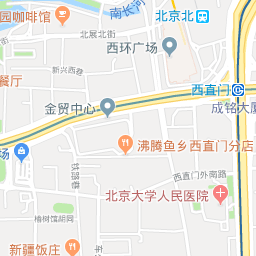 园咖啡馆
南长河
北京北
北展北街
西环广场
新兴西巷
餐厅
西直门
金贸中心
成铭大厦
沸腾鱼乡西直门分店
场
铁路巷
西直门外南路
北京大学人民医院
榆树馆胡同
新疆饭庄